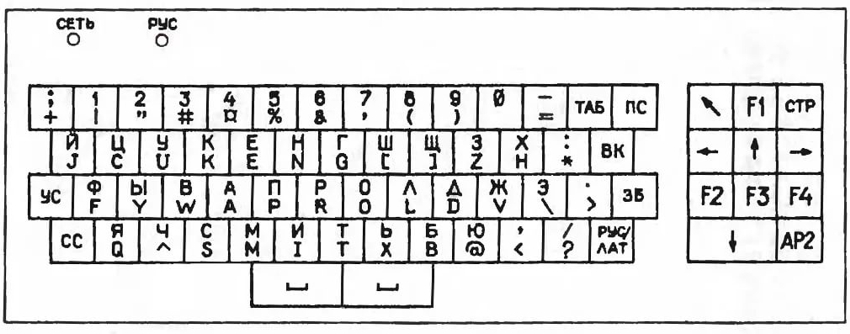 СЕТЬ РУС
; 1 2 3 4 5 6 7 8 9 0 — ТАБ ПС ↖ F1 СТР
+ ! " # ¤ % & ' ( ) =
Й Ц У К Е Н Г Ш Щ З Х : ВК ← ↑ →
J C U K E N G [ ] Z H *
УС Ф Ы В А П Р О Л Д Ж Э . ЗБ F2 F3 F4
F Y W A P R O L D V \ >
СС Я Ч С М И Т Ь Б Ю , / РУС/ ↓ АР2
Q ^ S M I T X B @ < ? ЛАТ